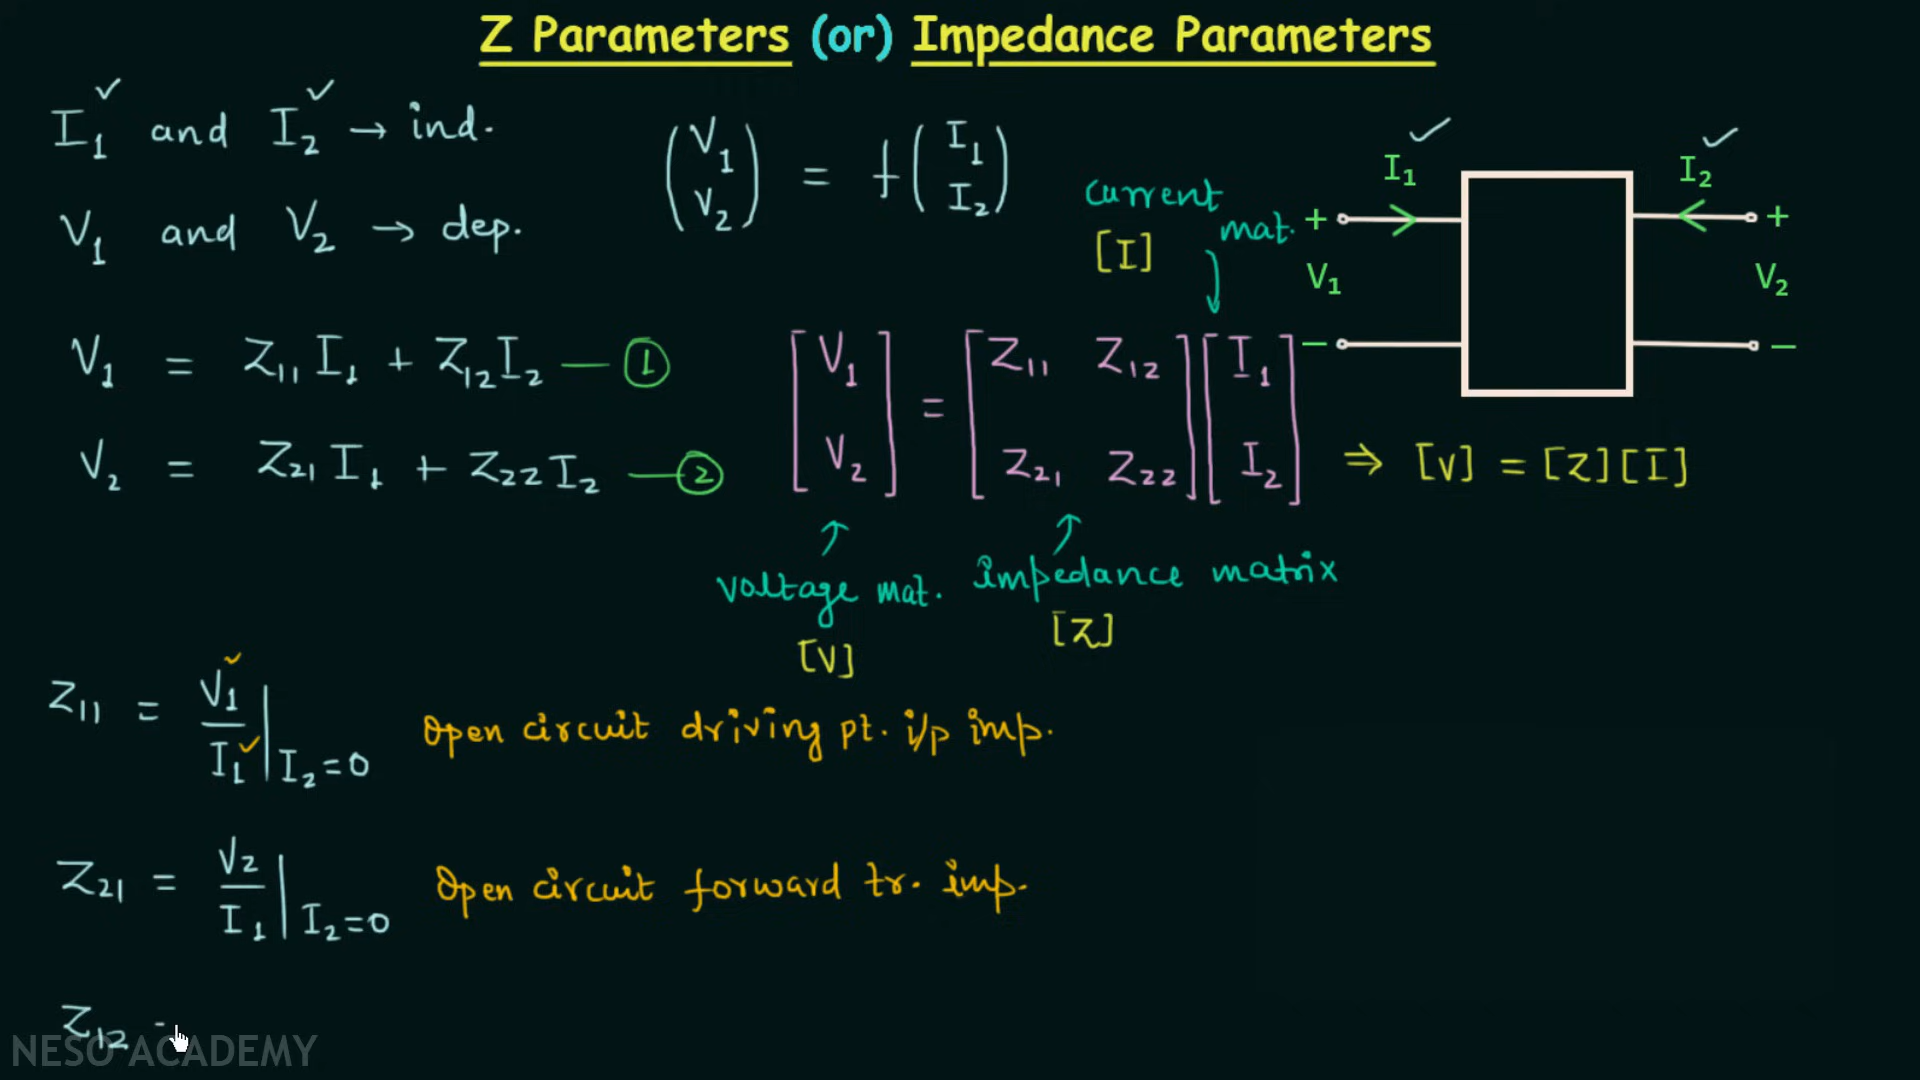 Z Parameters (or) Impedance Parameters
I₁ and I₂ → ind.
V₁ and V₂ → dep.
(V₁ V₂) = f(I₁ I₂)
current mat.
[I]
I₁ I₂
+ +
V₁ V₂
− −
V₁ = Z₁₁ I₁ + Z₁₂ I₂ — ①
V₂ = Z₂₁ I₁ + Z₂₂ I₂ — ②
[V₁ V₂] = [Z₁₁ Z₁₂ Z₂₁ Z₂₂] [I₁ I₂] ⇒ [V] = [Z][I]
voltage mat. impedance matrix
[V] [Z]
Z₁₁ = V₁/I₁ | I₂=0 Open circuit driving pt. i/p imp.
Z₂₁ = V₂/I₁ | I₂=0 Open circuit forward tr. imp.
Z₁₂ -
NESO ACADEMY